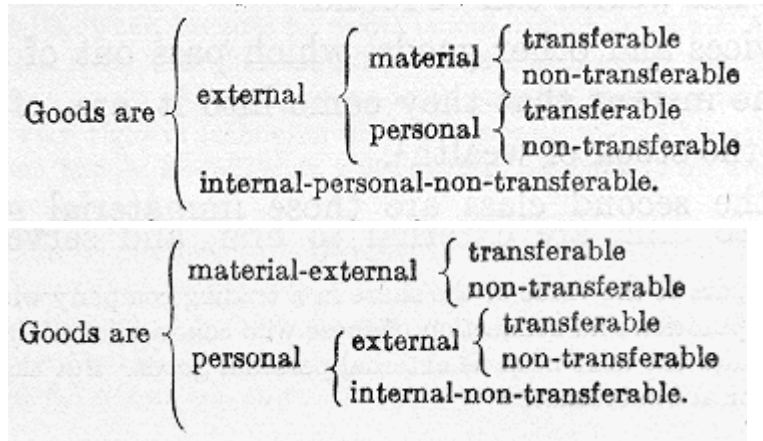 transferable
material
non-transferable
external
transferable
Goods are
personal
non-transferable
internal-personal-non-transferable.
transferable
material-external
non-transferable
Goods are
transferable
external
personal
non-transferable
internal-non-transferable.